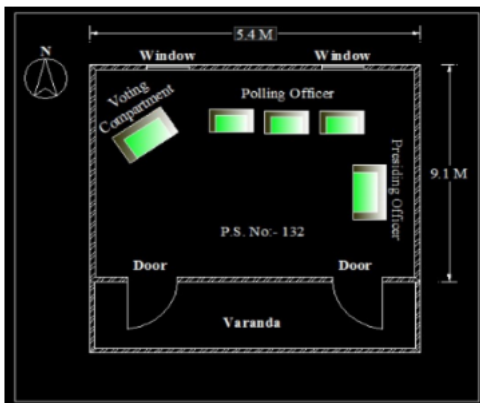 5.4 M
N
Window
Window
Voting
Compartment
Polling Officer
Presiding Officer
9.1 M
P.S. No:- 132
Door
Door
Varanda